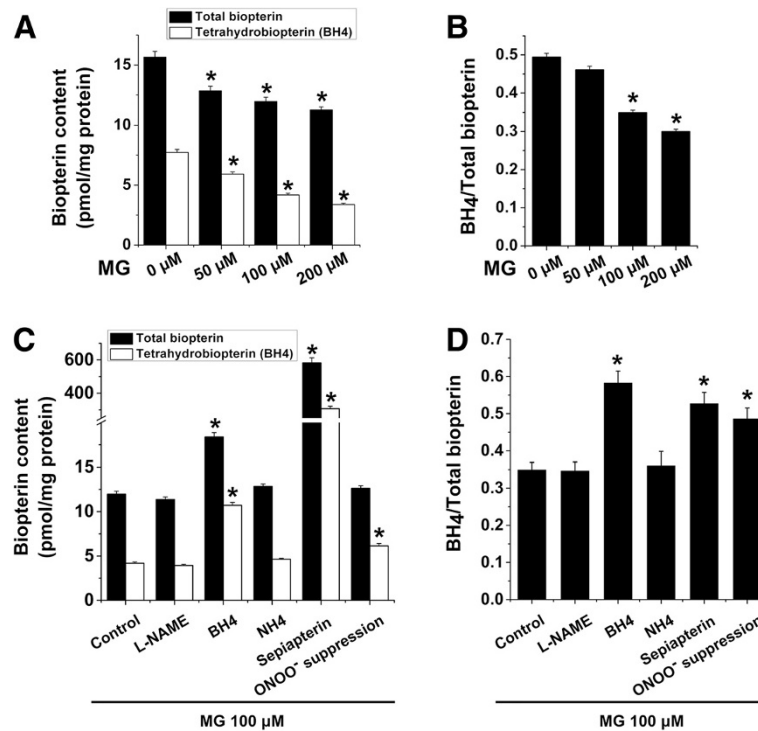 A
Total biopterin
Tetrahydrobiopterin (BH4)
Biopterin content
(pmol/mg protein)
15
10
5
0
*
*
*
*
*
*
MG
0 µM
50 µM
100 µM
200 µM
B
BH4/Total biopterin
0.5
0.4
0.3
0.2
0.1
0.0
*
*
MG
0 µM
50 µM
100 µM
200 µM
C
Total biopterin
Tetrahydrobiopterin (BH4)
Biopterin content
(pmol/mg protein)
600
400
15
10
5
0
*
*
*
*
*
Control
L-NAME
BH4
NH4
Sepiapterin
ONOO⁻ suppression
MG 100 µM
D
BH4/Total biopterin
0.7
0.6
0.5
0.4
0.3
0.2
0.1
0.0
*
*
*
Control
L-NAME
BH4
NH4
Sepiapterin
ONOO⁻ suppression
MG 100 µM